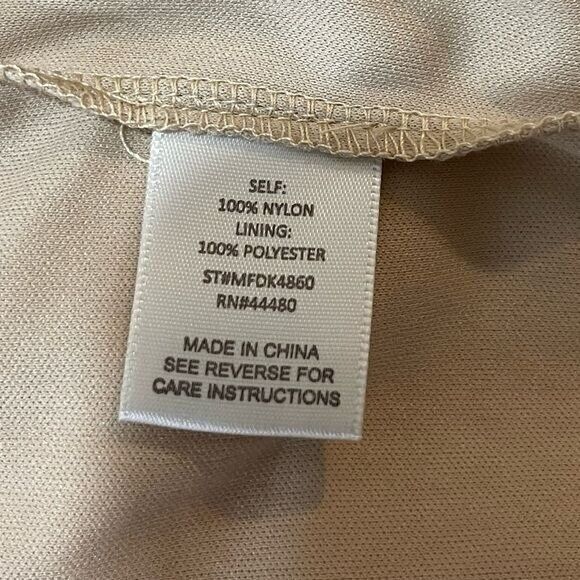 SELF:
100% NYLON
LINING:
100% POLYESTER
ST#MFDK4860
RN#44480
MADE IN CHINA
SEE REVERSE FOR
CARE INSTRUCTIONS